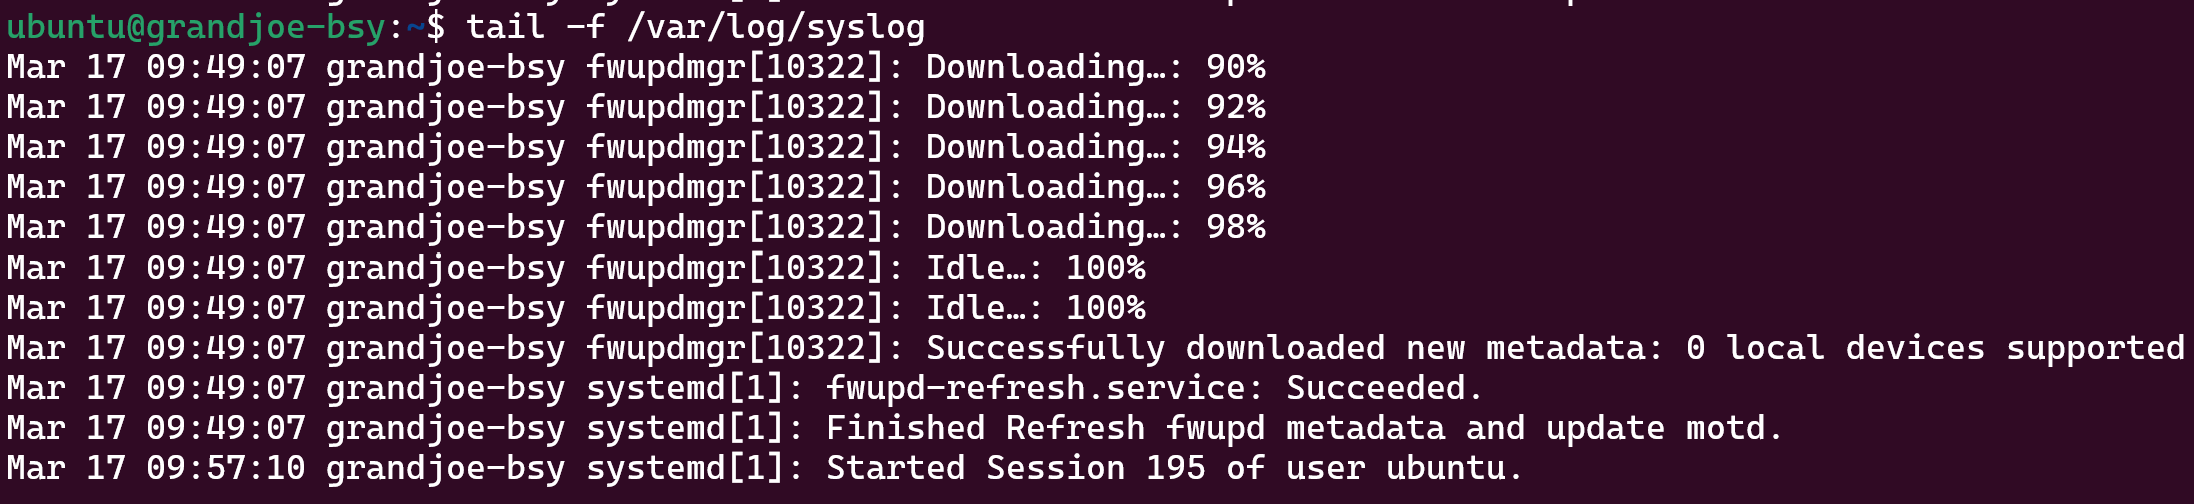 ubuntu@grandjoe-bsy:~$ tail -f /var/log/syslog
Mar 17 09:49:07 grandjoe-bsy fwupdmgr[10322]: Downloading…: 90%
Mar 17 09:49:07 grandjoe-bsy fwupdmgr[10322]: Downloading…: 92%
Mar 17 09:49:07 grandjoe-bsy fwupdmgr[10322]: Downloading…: 94%
Mar 17 09:49:07 grandjoe-bsy fwupdmgr[10322]: Downloading…: 96%
Mar 17 09:49:07 grandjoe-bsy fwupdmgr[10322]: Downloading…: 98%
Mar 17 09:49:07 grandjoe-bsy fwupdmgr[10322]: Idle…: 100%
Mar 17 09:49:07 grandjoe-bsy fwupdmgr[10322]: Idle…: 100%
Mar 17 09:49:07 grandjoe-bsy fwupdmgr[10322]: Successfully downloaded new metadata: 0 local devices supported
Mar 17 09:49:07 grandjoe-bsy systemd[1]: fwupd-refresh.service: Succeeded.
Mar 17 09:49:07 grandjoe-bsy systemd[1]: Finished Refresh fwupd metadata and update motd.
Mar 17 09:57:10 grandjoe-bsy systemd[1]: Started Session 195 of user ubuntu.